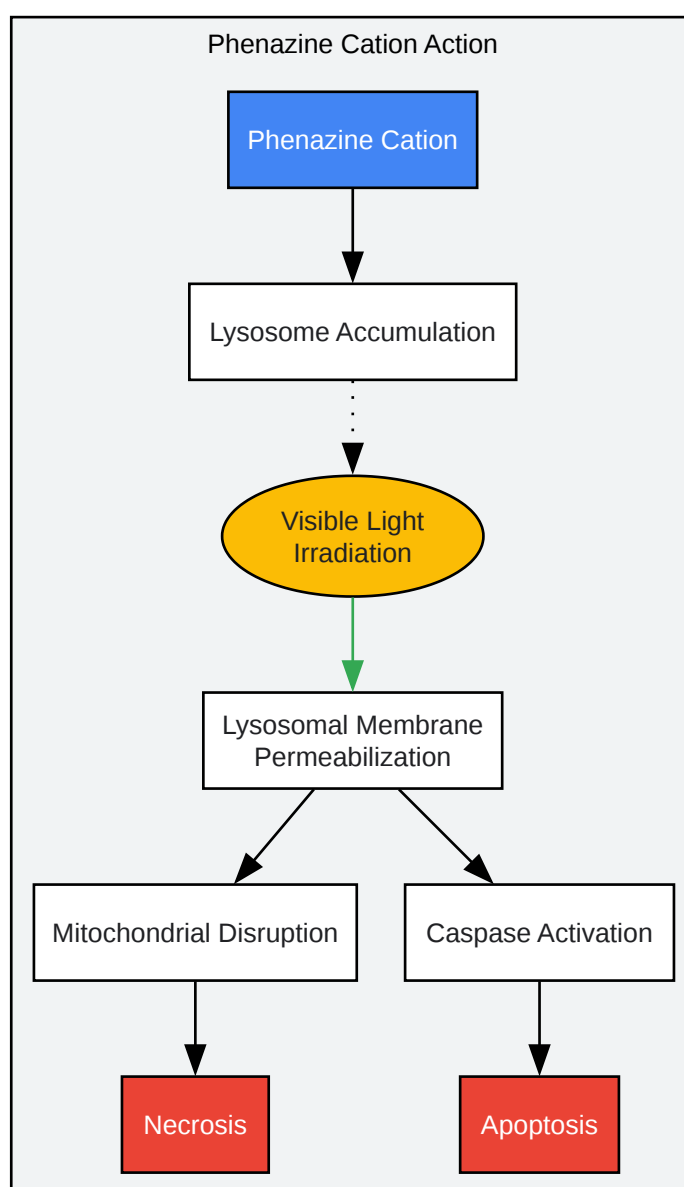 Phenazine Cation Action
Phenazine Cation
Lysosome Accumulation
Visible Light
Irradiation
Lysosomal Membrane
Permeabilization
Mitochondrial Disruption
Caspase Activation
Necrosis
Apoptosis